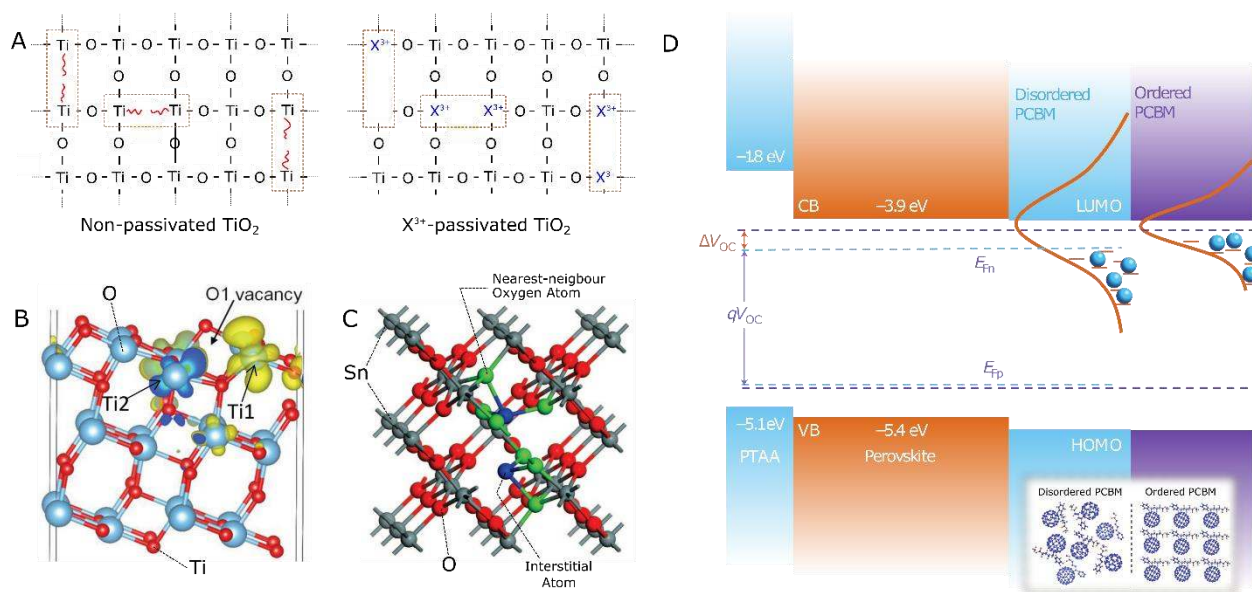 A
Ti O Ti O Ti O Ti O Ti
O O O
Ti O Ti Ti O Ti O Ti
O O O O
Ti O Ti O Ti O Ti O Ti
Non-passivated TiO2
X3+ O Ti O Ti O Ti O Ti
O O O
O X3+ X3+ O Ti O X3+
O O O O
Ti O Ti O Ti O Ti O X3
X3+-passivated TiO2
B
O
O1 vacancy
Ti2
Ti1
Ti
C
Nearest-neigbour
Oxygen Atom
Sn
O
Interstitial
Atom
D
−1.8 eV
CB
−3.9 eV
Disordered
PCBM
LUMO
Ordered
PCBM
ΔVOC
EFn
qVOC
EFp
−5.1eV
PTAA
VB
−5.4 eV
Perovskite
HOMO
Disordered PCBM
Ordered PCBM